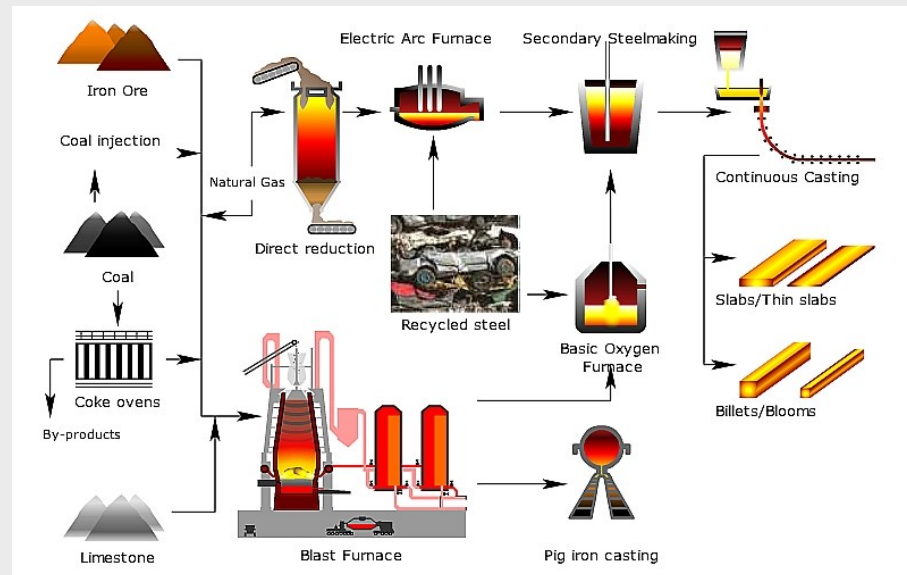 Electric Arc Furnace
Secondary Steelmaking
Iron Ore
Coal injection
Natural Gas
Continuous Casting
Direct reduction
Coal
Slabs/Thin slabs
Recycled steel
Basic Oxygen
Furnace
Coke ovens
Billets/Blooms
By-products
Limestone
Blast Furnace
Pig iron casting